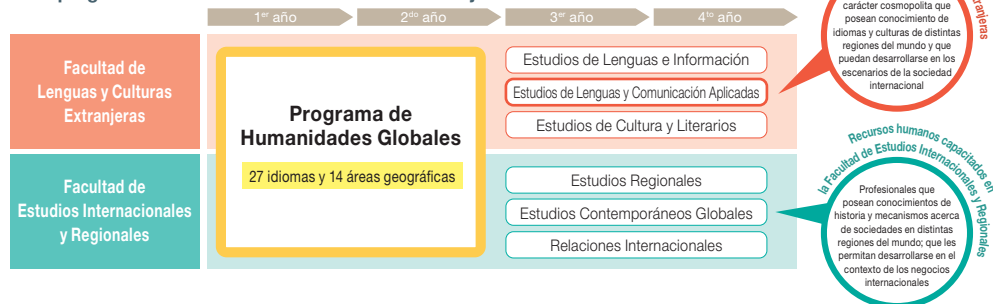 1er año
2do año
3er año
4to año
Facultad de
Lenguas y Culturas
Extranjeras
Programa de
Humanidades Globales
27 idiomas y 14 áreas geográficas
Estudios de Lenguas e Información
Estudios de Lenguas y Comunicación Aplicadas
Estudios de Cultura y Literarios
carácter cosmopolita que
posean conocimiento de
idiomas y culturas de distintas
regiones del mundo y que
puedan desarrollarse en los
escenarios de la sociedad
internacional
Facultad de
Estudios Internacionales
y Regionales
Estudios Regionales
Estudios Contemporáneos Globales
Relaciones Internacionales
Recursos humanos capacitados en
la Facultad de Estudios Internacionales y Regionales
Profesionales que
posean conocimientos de
historia y mecanismos acerca
de sociedades en distintas
regiones del mundo; que les
permitan desarrollarse en el
contexto de los negocios
internacionales